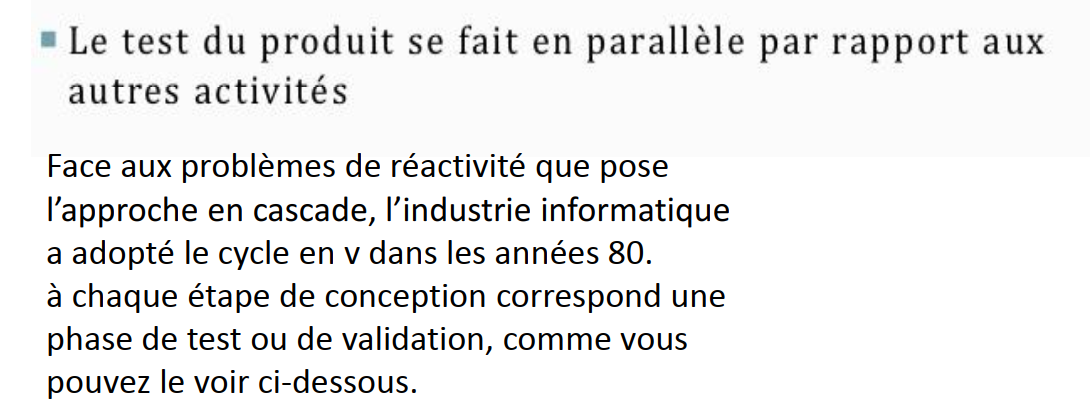 Le test du produit se fait en parallèle par rapport aux
autres activités
Face aux problèmes de réactivité que pose
l’approche en cascade, l’industrie informatique
a adopté le cycle en v dans les années 80.
à chaque étape de conception correspond une
phase de test ou de validation, comme vous
pouvez le voir ci-dessous.